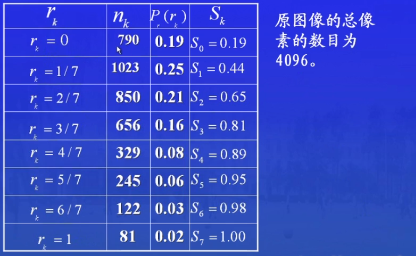 r_k n_k P_r(r_k) S_k
r_k = 0 790 0.19 S_0 = 0.19
r_k = 1/7 1023 0.25 S_1 = 0.44
r_k = 2/7 850 0.21 S_2 = 0.65
r_k = 3/7 656 0.16 S_3 = 0.81
r_k = 4/7 329 0.08 S_4 = 0.89
r_k = 5/7 245 0.06 S_5 = 0.95
r_k = 6/7 122 0.03 S_6 = 0.98
r_k = 1 81 0.02 S_7 = 1.00
原图像的总像
素的数目为
4096。